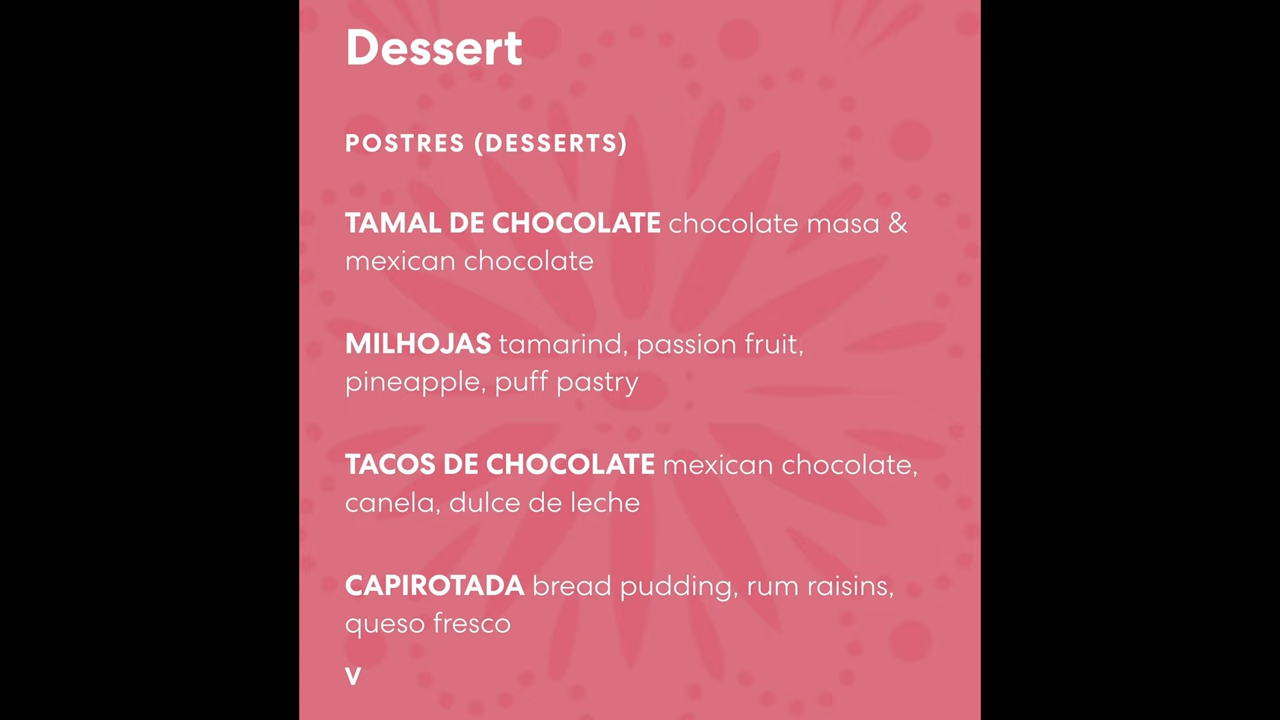 Dessert
POSTRES (DESSERTS)
TAMAL DE CHOCOLATE chocolate masa &
mexican chocolate
MILHOJAS tamarind, passion fruit,
pineapple, puff pastry
TACOS DE CHOCOLATE mexican chocolate,
canela, dulce de leche
CAPIROTADA bread pudding, rum raisins,
queso fresco
V